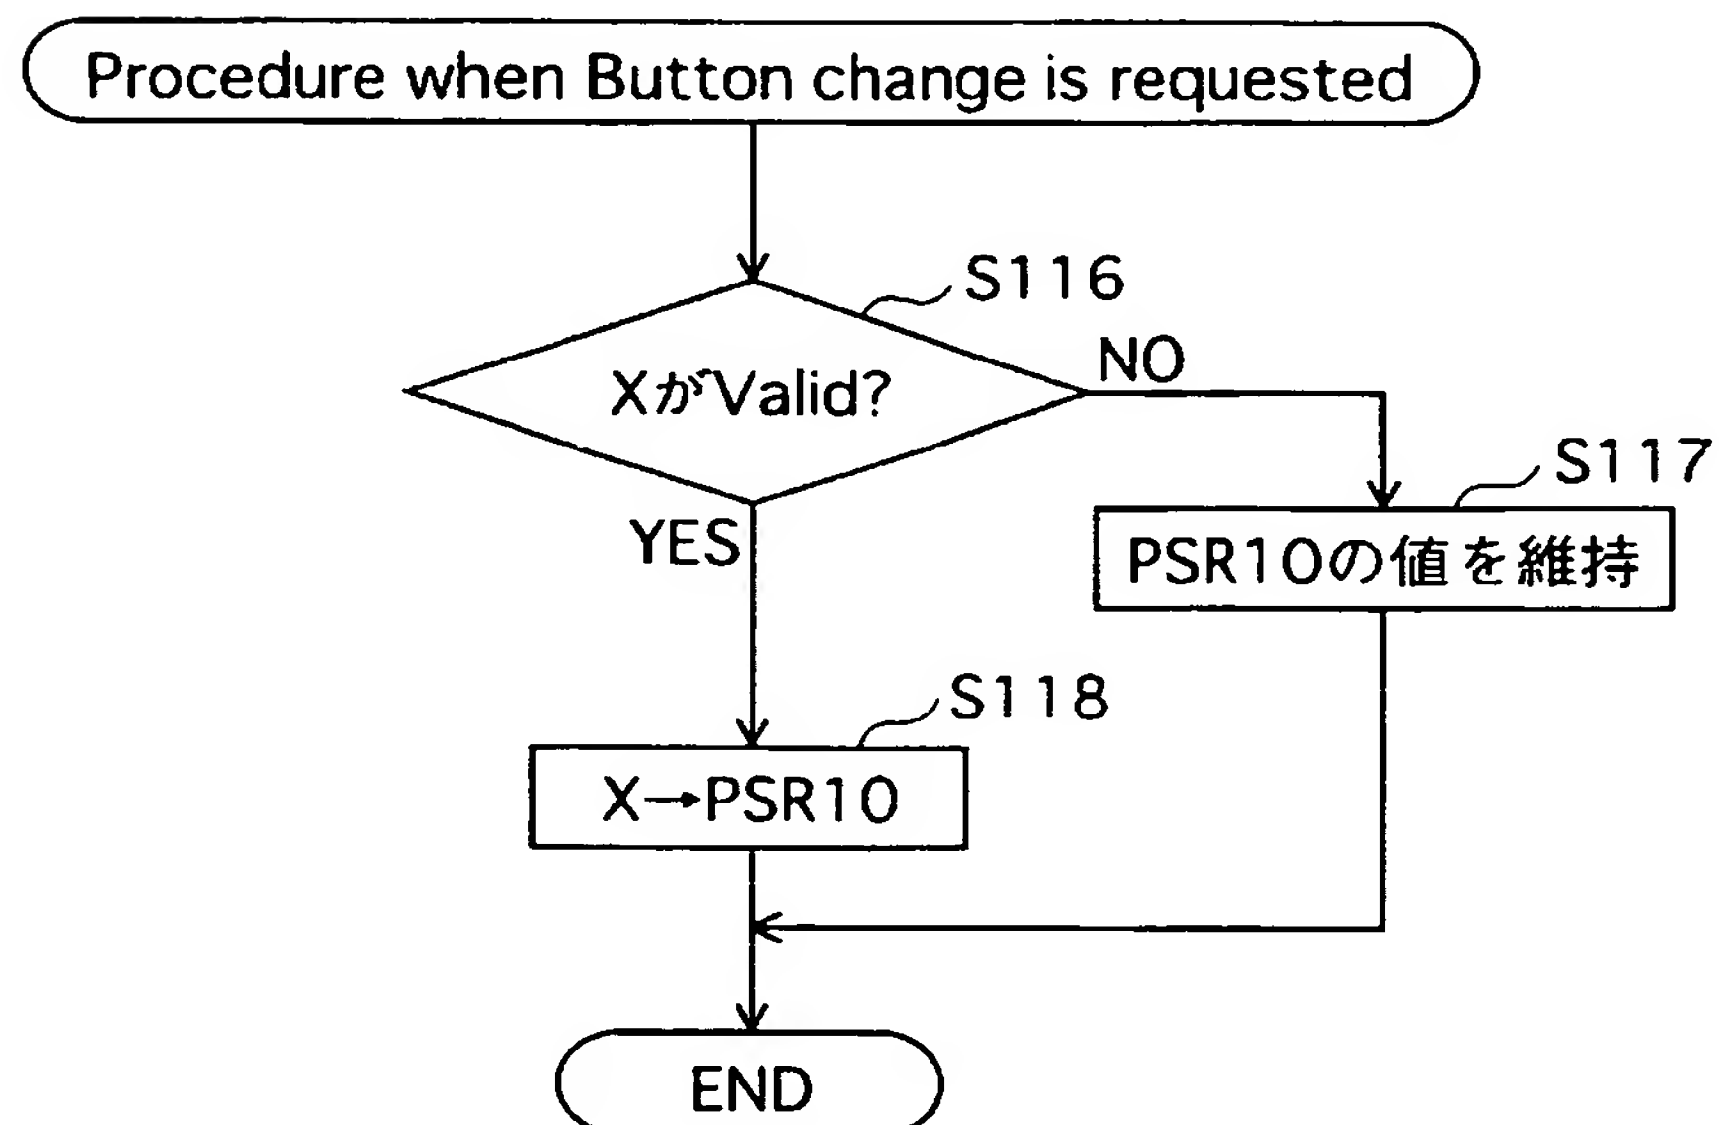 Procedure when Button change is requested
S116
XがValid?
NO
YES
S117
PSR10の値を維持
S118
X→PSR10
END